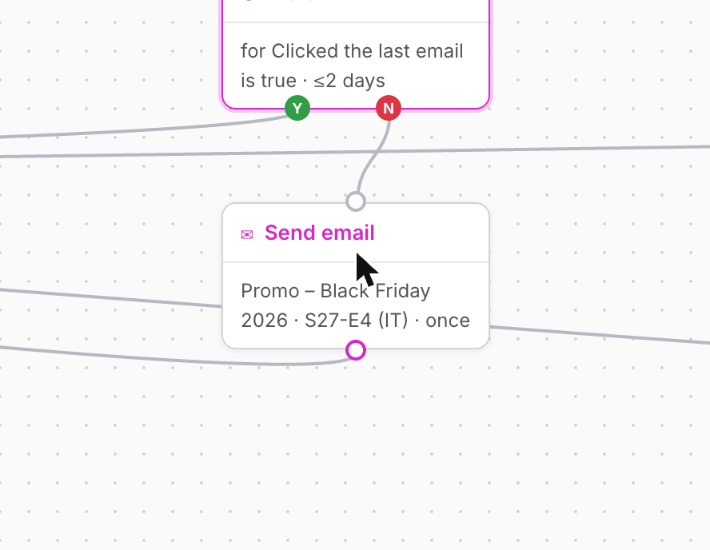 for Clicked the last email
is true · ≤2 days
Y
N
Send email
Promo – Black Friday
2026 · S27-E4 (IT) · once